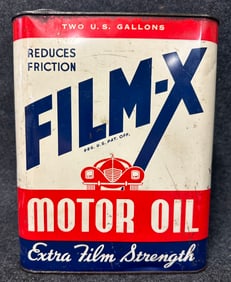 TWO U.S. GALLONS
REDUCES
FRICTION
FILM-X
REG. U.S. PAT. OFF.
MOTOR OIL
Extra Film Strength